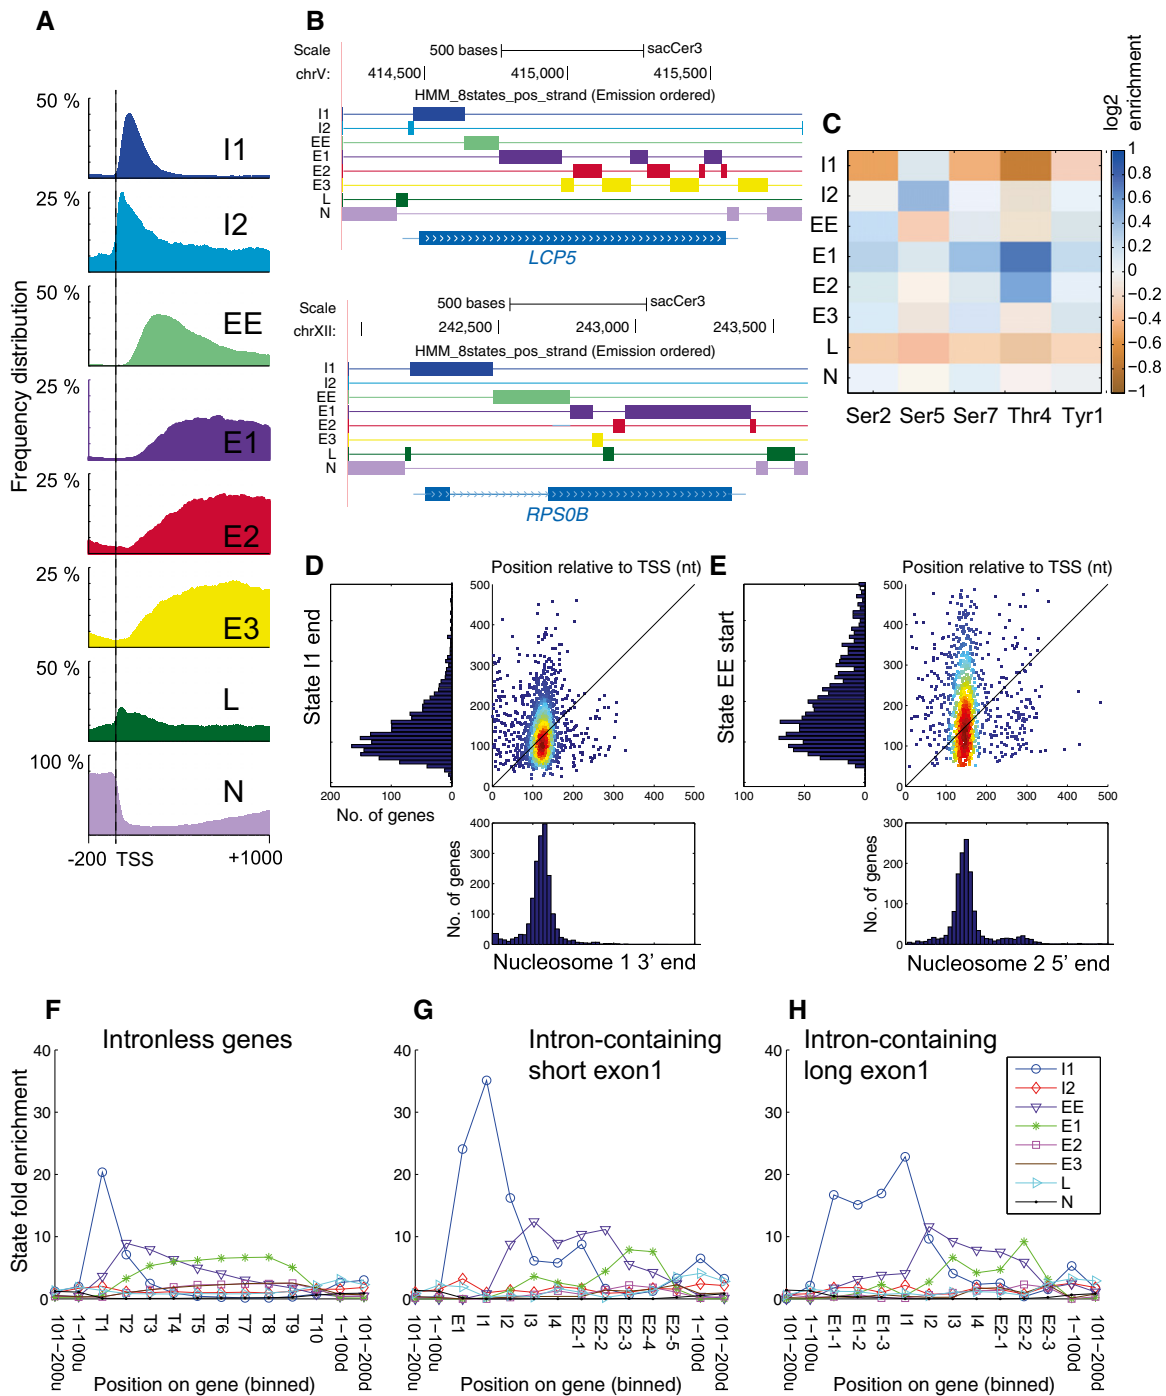 A
50 %
I1
25 %
I2
50 %
EE
25 %
E1
25 %
E2
25 %
E3
50 %
L
100 %
N
Frequency distribution
-200 TSS +1000
B
Scale 500 bases sacCer3
chrV: 414,500 415,000 415,500
HMM_8states_pos_strand (Emission ordered)
I1
I2
EE
E1
E2
E3
L
N
LCP5
Scale 500 bases sacCer3
chrXII: 242,500 243,000 243,500
HMM_8states_pos_strand (Emission ordered)
I1
I2
EE
E1
E2
E3
L
N
RPS0B
C
log2 enrichment
I1
I2
EE
E1
E2
E3
L
N
Ser2 Ser5 Ser7 Thr4 Tyr1
1
0.8
0.6
0.4
0.2
0
−0.2
−0.4
−0.6
−0.8
−1
D
Position relative to TSS (nt)
State I1 end
500
400
300
200
100
0
0 100 200 300 400 500
200 100 0
No. of genes
No. of genes
400
300
200
100
0
Nucleosome 1 3’ end
E
Position relative to TSS (nt)
State EE start
500
400
300
200
100
0
0 100 200 300 400 500
100 50 0
No. of genes
300
200
100
0
Nucleosome 2 5’ end
F
Intronless genes
State fold enrichment
40
30
20
10
0
101−200u 1−100u T1 T2 T3 T4 T5 T6 T7 T8 T9 T10 1−100d 101−200d
Position on gene (binned)
G
Intron-containing
short exon1
40
30
20
10
0
101−200u 1−100u E1 I1 I2 I3 I4 E2-1 E2-2 E2-3 E2-4 E2-5 1−100d 101−200d
Position on gene (binned)
H
Intron-containing
long exon1
40
30
20
10
0
101−200u 1−100u E1-1 E1-2 E1-3 I1 I2 I3 I4 E2-1 E2-2 E2-3 1−100d 101−200d
Position on gene (binned)
I1
I2
EE
E1
E2
E3
L
N